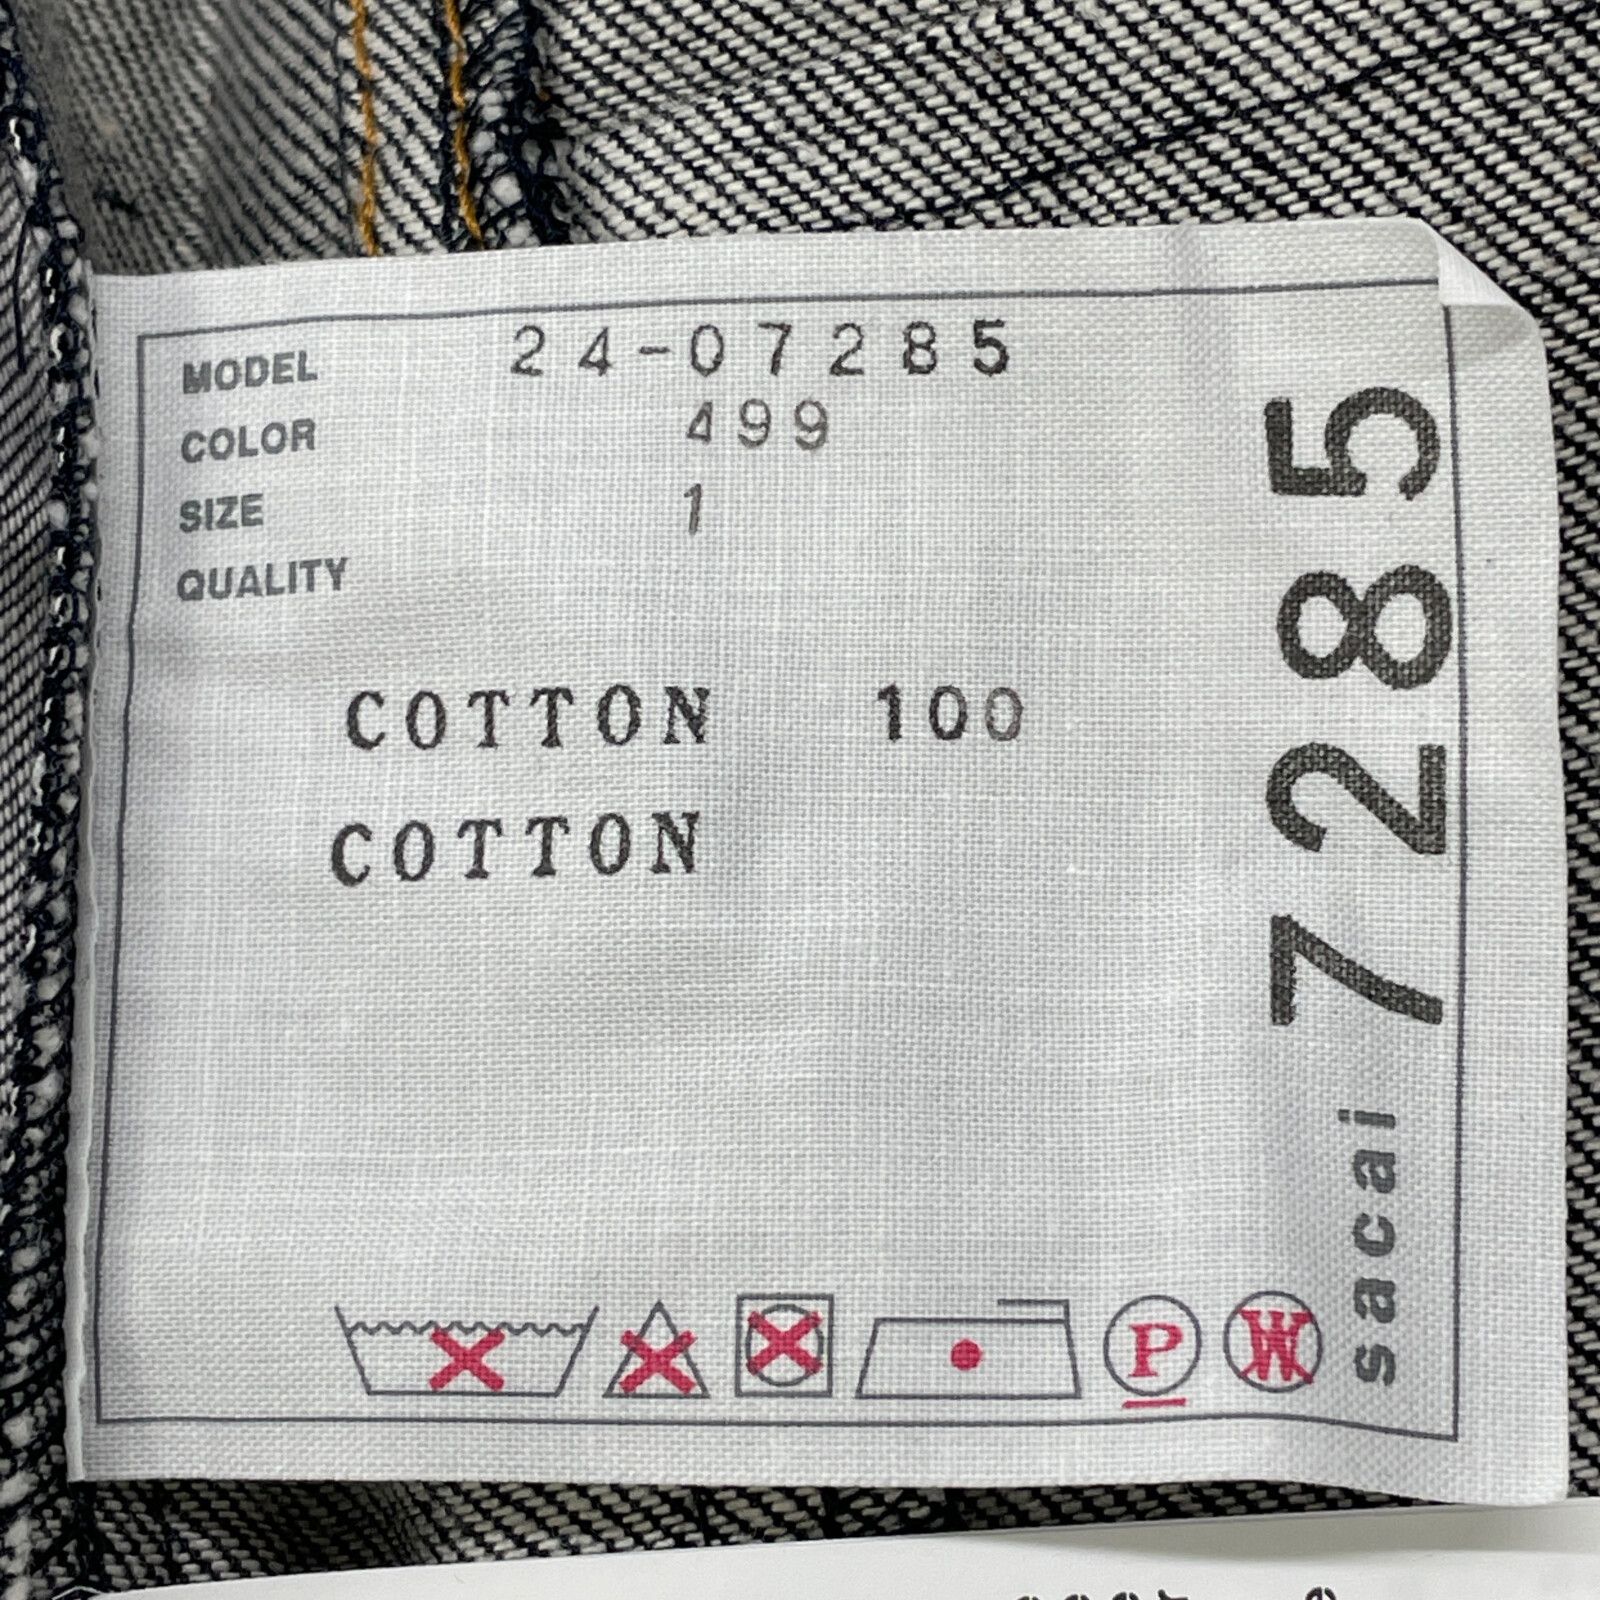 MODEL 24-07285
COLOR 499
SIZE 1
QUALITY
COTTON 100
COTTON
P
W
sacai 7285